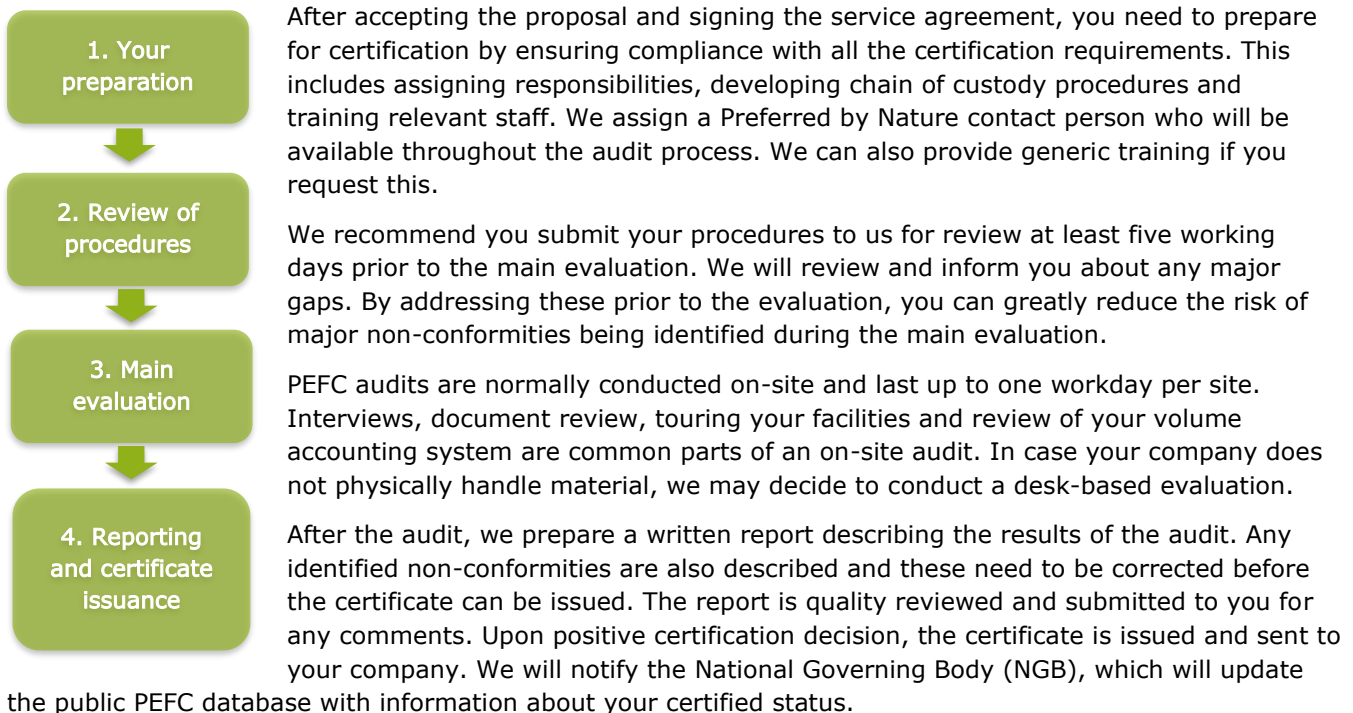 1. Your
preparation
After accepting the proposal and signing the service agreement, you need to prepare
for certification by ensuring compliance with all the certification requirements. This
includes assigning responsibilities, developing chain of custody procedures and
training relevant staff. We assign a Preferred by Nature contact person who will be
available throughout the audit process. We can also provide generic training if you
request this.
2. Review of
procedures
We recommend you submit your procedures to us for review at least five working
days prior to the main evaluation. We will review and inform you about any major
gaps. By addressing these prior to the evaluation, you can greatly reduce the risk of
major non-conformities being identified during the main evaluation.
3. Main
evaluation
PEFC audits are normally conducted on-site and last up to one workday per site.
Interviews, document review, touring your facilities and review of your volume
accounting system are common parts of an on-site audit. In case your company does
not physically handle material, we may decide to conduct a desk-based evaluation.
4. Reporting
and certificate
issuance
After the audit, we prepare a written report describing the results of the audit. Any
identified non-conformities are also described and these need to be corrected before
the certificate can be issued. The report is quality reviewed and submitted to you for
any comments. Upon positive certification decision, the certificate is issued and sent to
your company. We will notify the National Governing Body (NGB), which will update
the public PEFC database with information about your certified status.